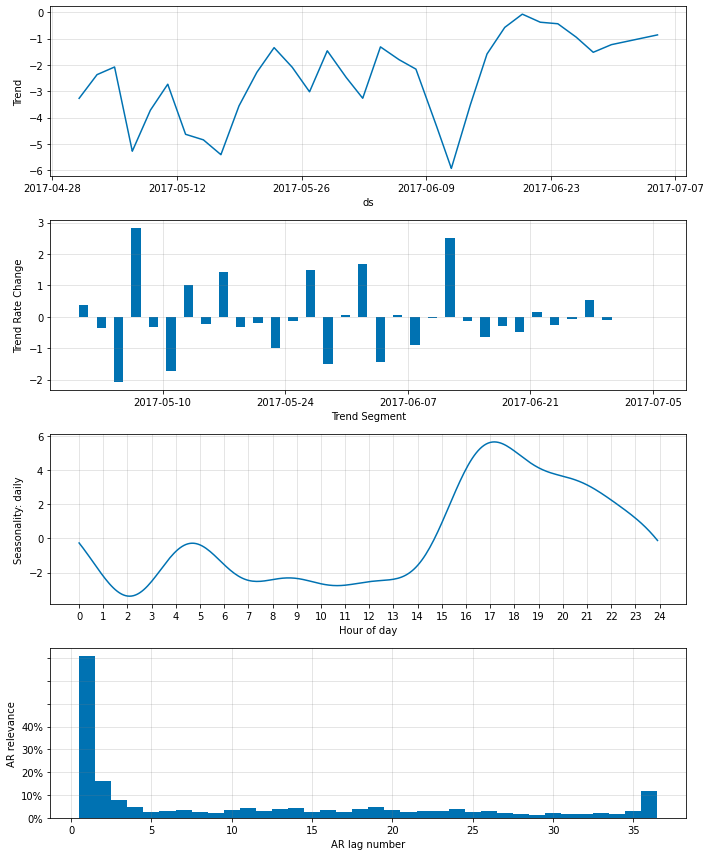 0
−1
−2
−3
−4
−5
−6
Trend
2017-04-28 2017-05-12 2017-05-26 2017-06-09 2017-06-23 2017-07-07
ds
3
2
1
0
−1
−2
Trend Rate Change
2017-05-10 2017-05-24 2017-06-07 2017-06-21 2017-07-05
Trend Segment
6
4
2
0
−2
Seasonality: daily
0 1 2 3 4 5 6 7 8 9 10 11 12 13 14 15 16 17 18 19 20 21 22 23 24
Hour of day
40%
30%
20%
10%
0%
AR relevance
0 5 10 15 20 25 30 35
AR lag number